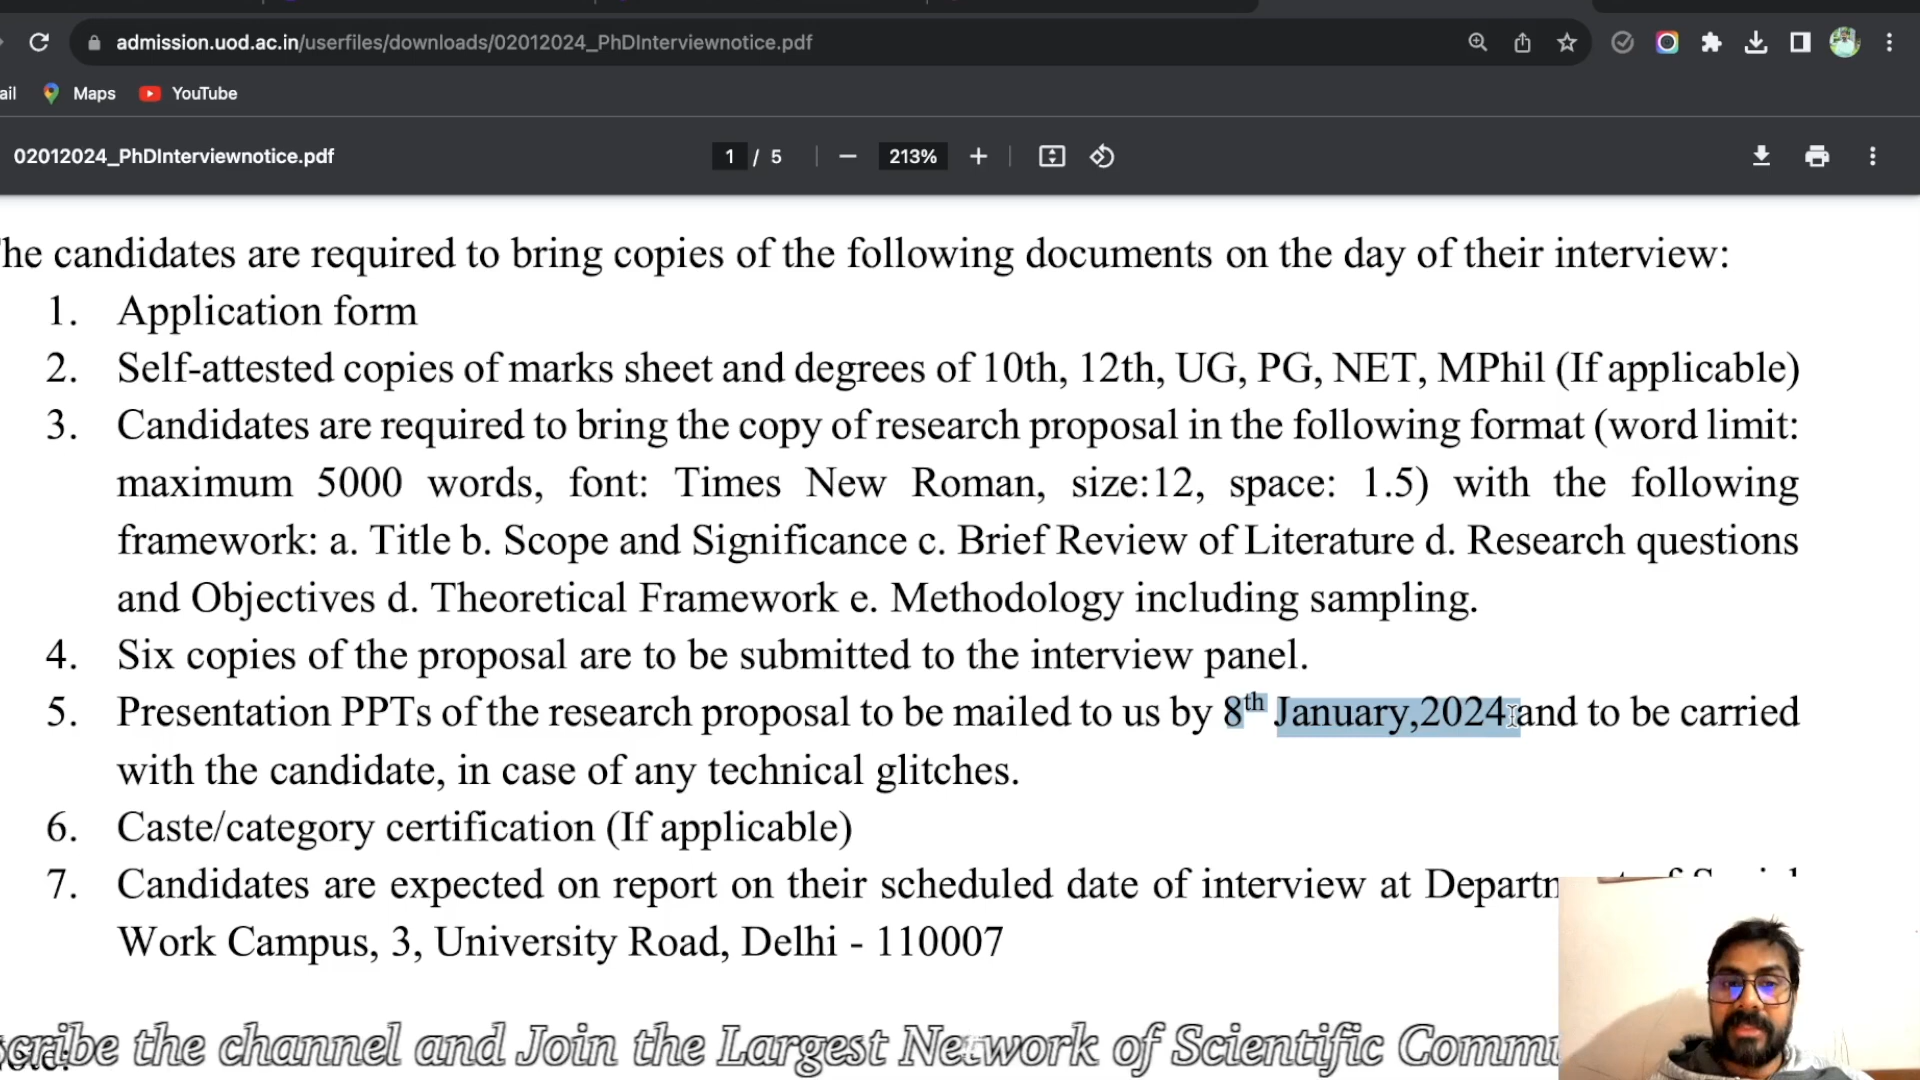 admission.uod.ac.in/userfiles/downloads/02012024_PhDInterviewnotice.pdf
ail Maps YouTube
02012024_PhDInterviewnotice.pdf 1 / 5 213%
he candidates are required to bring copies of the following documents on the day of their interview:
1. Application form
2. Self-attested copies of marks sheet and degrees of 10th, 12th, UG, PG, NET, MPhil (If applicable)
3. Candidates are required to bring the copy of research proposal in the following format (word limit:
maximum 5000 words, font: Times New Roman, size:12, space: 1.5) with the following
framework: a. Title b. Scope and Significance c. Brief Review of Literature d. Research questions
and Objectives d. Theoretical Framework e. Methodology including sampling.
4. Six copies of the proposal are to be submitted to the interview panel.
5. Presentation PPTs of the research proposal to be mailed to us by 8th January,2024 and to be carried
with the candidate, in case of any technical glitches.
6. Caste/category certification (If applicable)
7. Candidates are expected on report on their scheduled date of interview at
Work Campus, 3, University Road, Delhi - 110007
scribe the channel and Join the Largest Network of Scientific Commu